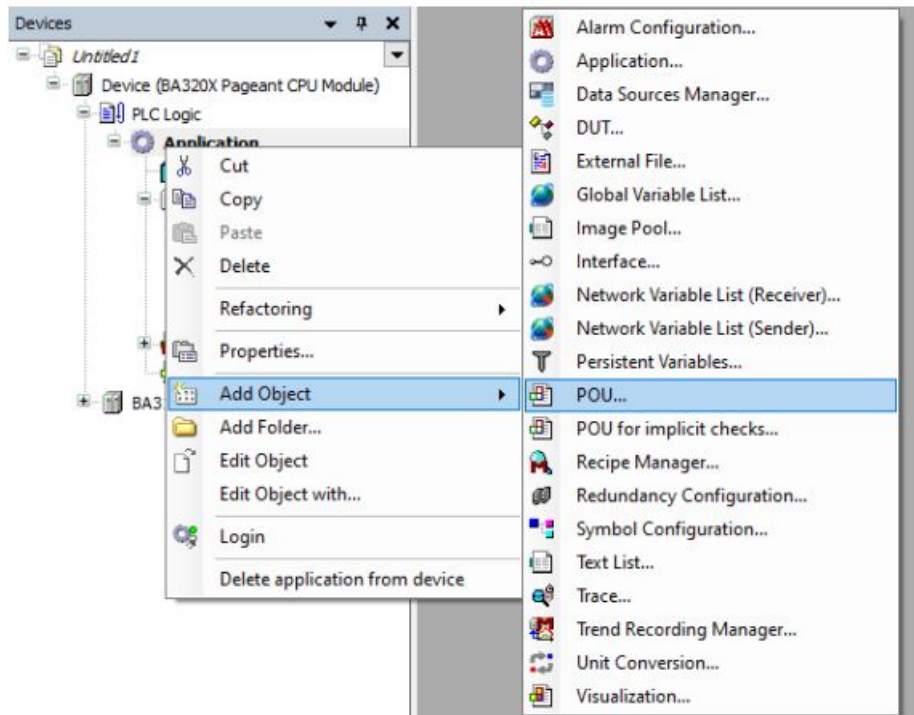 Devices
Untitled1
Device (BA320X Pageant CPU Module)
PLC Logic
Application
BA3
Cut
Copy
Paste
Delete
Refactoring
Properties...
Add Object
Add Folder...
Edit Object
Edit Object with...
Login
Delete application from device
Alarm Configuration...
Application...
Data Sources Manager...
DUT...
External File...
Global Variable List...
Image Pool...
Interface...
Network Variable List (Receiver)...
Network Variable List (Sender)...
Persistent Variables...
POU...
POU for implicit checks...
Recipe Manager...
Redundancy Configuration...
Symbol Configuration...
Text List...
Trace...
Trend Recording Manager...
Unit Conversion...
Visualization...